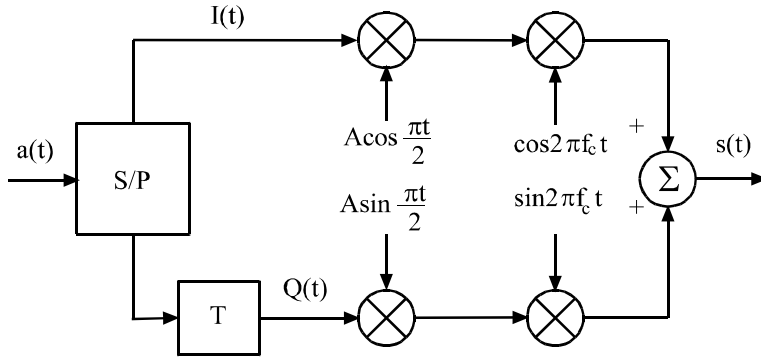 I(t)
a(t)
S/P
Acos πt/2
cos2πf_c t
+
Σ
s(t)
Asin πt/2
sin2πf_c t
+
T
Q(t)